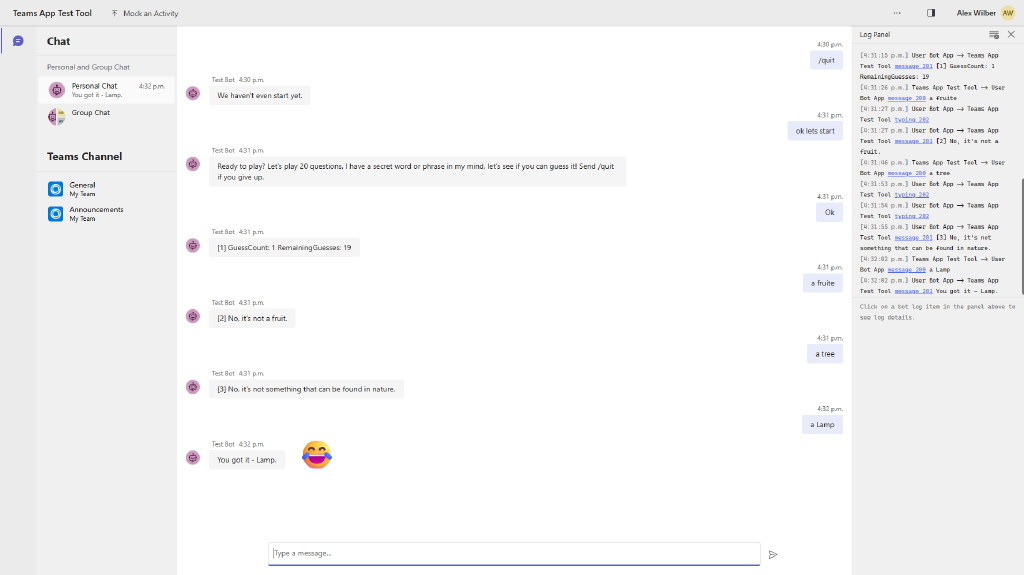 Teams App Test Tool
Mock an Activity
Alex Wilber
AW
Chat
Personal and Group Chat
Personal Chat 4:32 p.m.
You got it - Lamp.
Group Chat
Teams Channel
General
My Team
Announcements
My Team
4:30 p.m.
/quit
Test Bot 4:30 p.m.
We haven't even start yet.
4:31 p.m.
ok lets start
Test Bot 4:31 p.m.
Ready to play? Let's play 20 questions, I have a secret word or phrase in my mind, let's see if you can guess it! Send /quit
if you give up.
4:31 p.m.
Ok
Test Bot 4:31 p.m.
[1] GuessCount: 1 RemainingGuesses: 19
4:31 p.m.
a fruite
Test Bot 4:31 p.m.
[2] No, it's not a fruit.
4:31 p.m.
a tree
Test Bot 4:31 p.m.
[3] No, it's not something that can be found in nature.
4:32 p.m.
a Lamp
Test Bot 4:32 p.m.
You got it - Lamp.
Type a message...
Log Panel
[4:31:15 p.m.] User Bot App → Teams App
Test Tool message 201 [1] GuessCount: 1
RemainingGuesses: 19
[4:31:26 p.m.] Teams App Test Tool → User
Bot App message 200 a fruite
[4:31:27 p.m.] User Bot App → Teams App
Test Tool typing 202
[4:31:27 p.m.] User Bot App → Teams App
Test Tool message 201 [2] No, it's not a
fruit.
[4:31:46 p.m.] Teams App Test Tool → User
Bot App message 200 a tree
[4:31:53 p.m.] User Bot App → Teams App
Test Tool typing 202
[4:31:54 p.m.] User Bot App → Teams App
Test Tool typing 202
[4:31:55 p.m.] User Bot App → Teams App
Test Tool message 201 [3] No, it's not
something that can be found in nature.
[4:32:02 p.m.] Teams App Test Tool → User
Bot App message 200 a Lamp
[4:32:02 p.m.] User Bot App → Teams App
Test Tool message 201 You got it - Lamp.
Click on a bot log item in the panel above to
see log details.